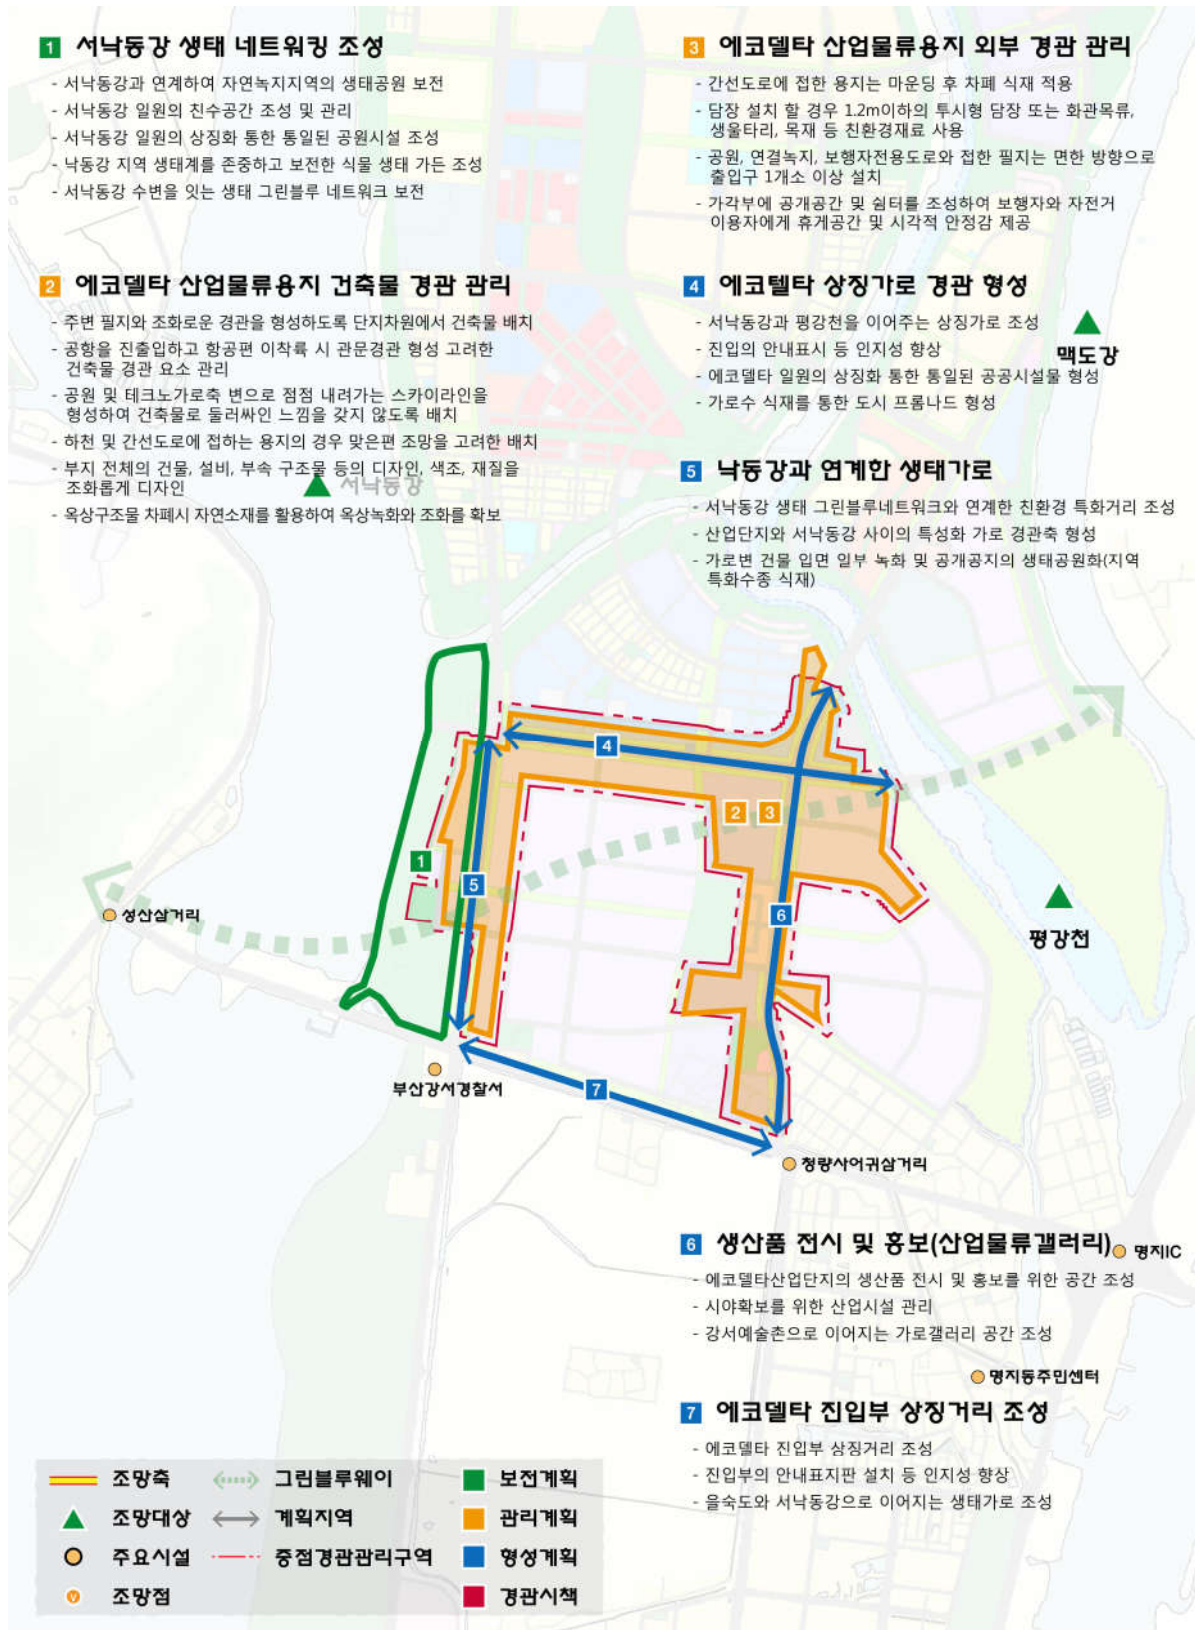 1 서낙동강 생태 네트워킹 조성
- 서낙동강과 연계하여 자연녹지지역의 생태공원 보전
- 서낙동강 일원의 친수공간 조성 및 관리
- 서낙동강 일원의 상징화 통한 통일된 공원시설 조성
- 낙동강 지역 생태계를 존중하고 보전한 식물 생태 가든 조성
- 서낙동강 수변을 잇는 생태 그린블루 네트워크 보전
2 에코델타 산업물류용지 건축물 경관 관리
- 주변 필지와 조화로운 경관을 형성하도록 단지차원에서 건축물 배치
- 공항을 진출입하고 항공편 이착륙 시 관문경관 형성 고려한
건축물 경관 요소 관리
- 공원 및 테크노가로축 변으로 점점 내려가는 스카이라인을
형성하여 건축물로 둘러싸인 느낌을 갖지 않도록 배치
- 하천 및 간선도로에 접하는 용지의 경우 맞은편 조망을 고려한 배치
- 부지 전체의 건물, 설비, 부속 구조물 등의 디자인, 색조, 재질을
조화롭게 디자인
- 옥상구조물 차폐시 자연소재를 활용하여 옥상녹화와 조화를 확보
서낙동강
3 에코델타 산업물류용지 외부 경관 관리
- 간선도로에 접한 용지는 마운딩 후 차폐 식재 적용
- 담장 설치 할 경우 1.2m이하의 투시형 담장 또는 화관목류,
생울타리, 목재 등 친환경재료 사용
- 공원, 연결녹지, 보행자전용도로와 접한 필지는 면한 방향으로
출입구 1개소 이상 설치
- 가각부에 공개공간 및 쉼터를 조성하여 보행자와 자전거
이용자에게 휴게공간 및 시각적 안정감 제공
4 에코텔타 상징가로 경관 형성
- 서낙동강과 평강천을 이어주는 상징가로 조성
- 진입의 안내표시 등 인지성 향상
- 에코델타 일원의 상징화 통한 통일된 공공시설물 형성
- 가로수 식재를 통한 도시 프롬나드 형성
맥도강
5 낙동강과 연계한 생태가로
- 서낙동강 생태 그린블루네트워크와 연계한 친환경 특화거리 조성
- 산업단지와 서낙동강 사이의 특성화 가로 경관축 형성
- 가로변 건물 입면 일부 녹화 및 공개공지의 생태공원화(지역
특화수종 식재)
4
2 3
1
5
6
성산삼거리
평강천
부산강서경찰서
7
청량사어귀삼거리
6 생산품 전시 및 홍보(산업물류갤러리)
명지IC
- 에코델타산업단지의 생산품 전시 및 홍보를 위한 공간 조성
- 시야확보를 위한 산업시설 관리
- 강서예술촌으로 이어지는 가로갤러리 공간 조성
명지동주민센터
7 에코델타 진입부 상징거리 조성
- 에코델타 진입부 상징거리 조성
- 진입부의 안내표지판 설치 등 인지성 향상
- 을숙도와 서낙동강으로 이어지는 생태가로 조성
조망축 그린블루웨이 보전계획
조망대상 계획지역 관리계획
주요시설 중점경관관리구역 형성계획
V 조망점 경관시책